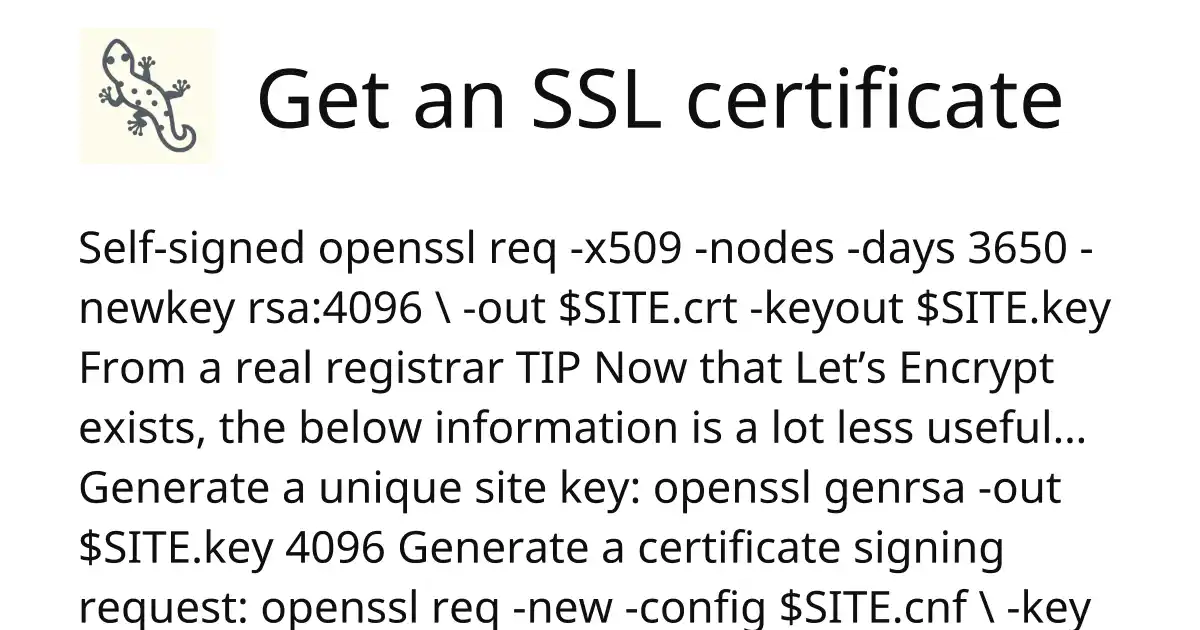 Get an SSL certificate
Self-signed openssl req -x509 -nodes -days 3650 -
newkey rsa:4096 \ -out $SITE.crt -keyout $SITE.key
From a real registrar TIP Now that Let’s Encrypt
exists, the below information is a lot less useful…
Generate a unique site key: openssl genrsa -out
$SITE.key 4096 Generate a certificate signing
request: openssl req -new -config $SITE.cnf \ -key